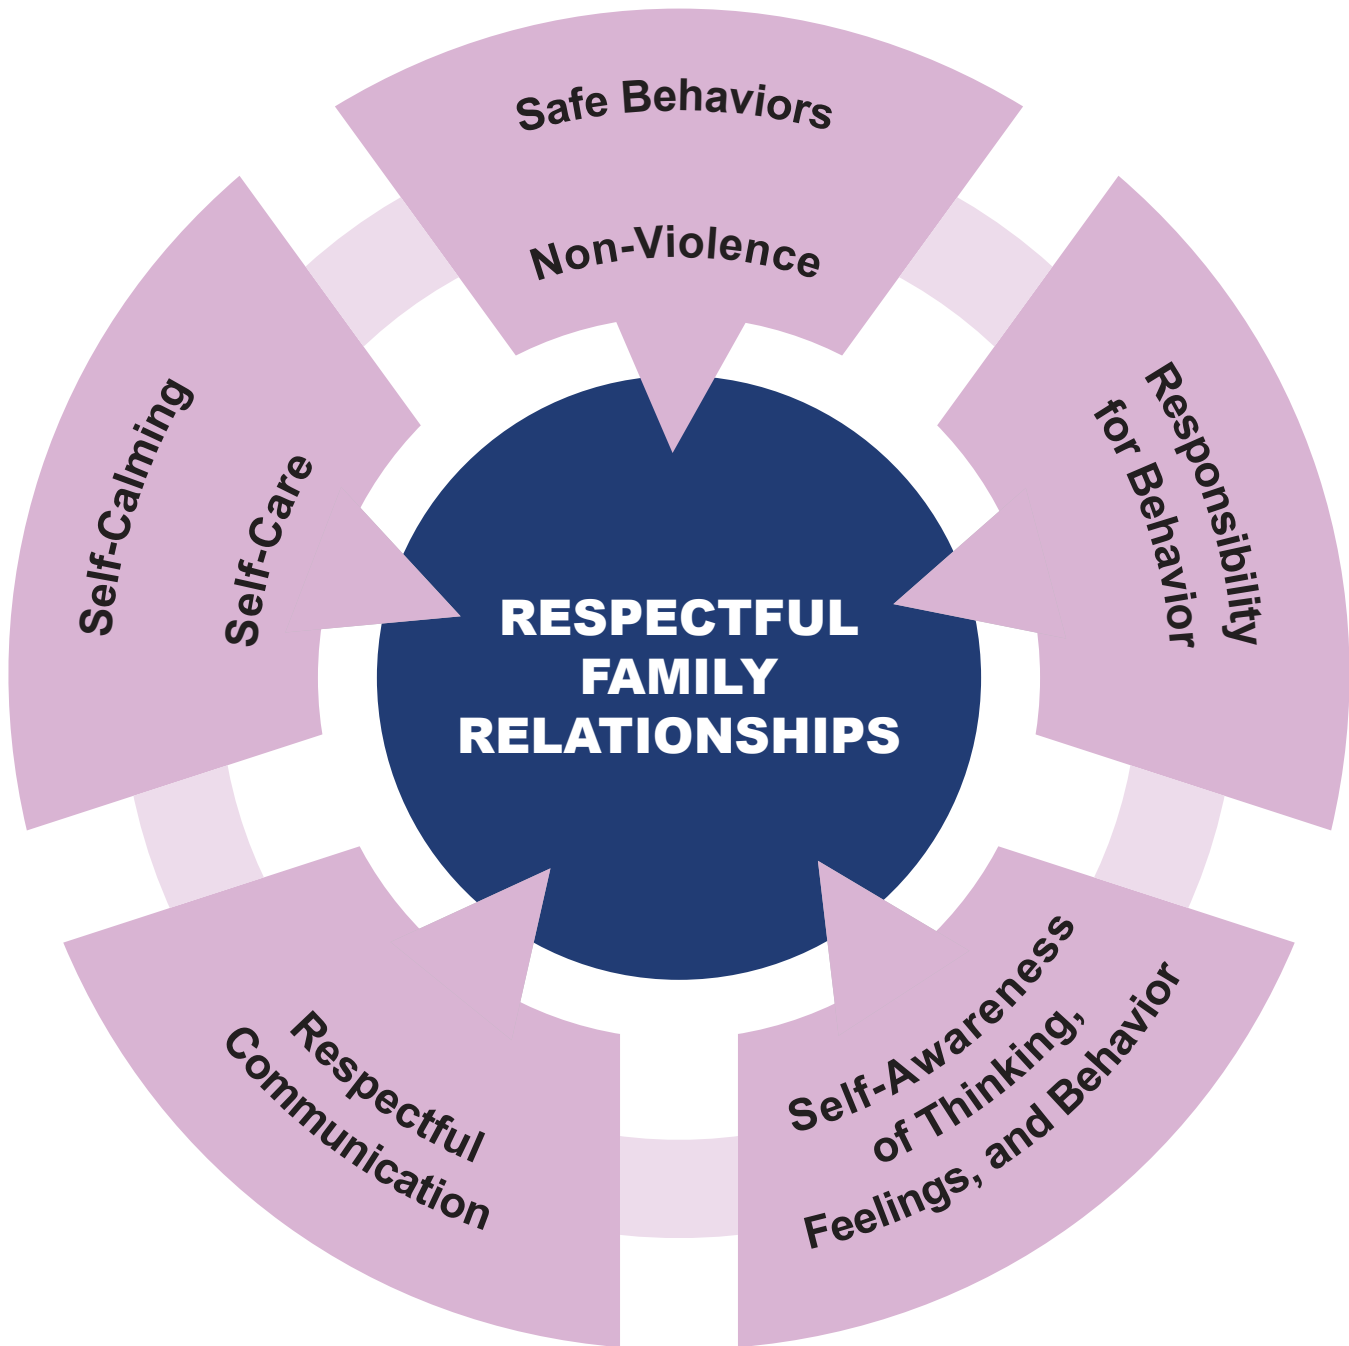 Safe Behaviors
Non-Violence
Responsibility
for Behavior
Self-Awareness
of Thinking,
Feelings, and Behavior
Respectful
Communication
Self-Calming
Self-Care
RESPECTFUL
FAMILY
RELATIONSHIPS